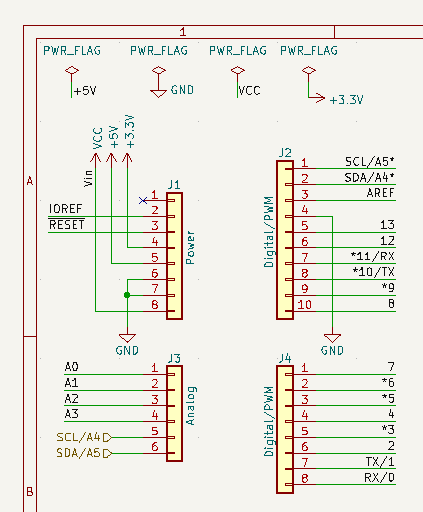 1
PWR_FLAG PWR_FLAG PWR_FLAG PWR_FLAG
+5V GND VCC +3.3V
A
VCC +5V +3.3V
Vin
J1
1
IOREF 2
RESET 3
4
5
6
7
8
Power
GND
J2
1 SCL/A5*
2 SDA/A4*
3 AREF
4
5 13
6 12
7 *11/RX
8 *10/TX
9 *9
10 8
Digital/PWM
GND
J3
A0 1
A1 2
A2 3
A3 4
SCL/A4 5
SDA/A5 6
Analog
J4
1 7
2 *6
3 *5
4 4
5 *3
6 2
7 TX/1
8 RX/0
Digital/PWM
B